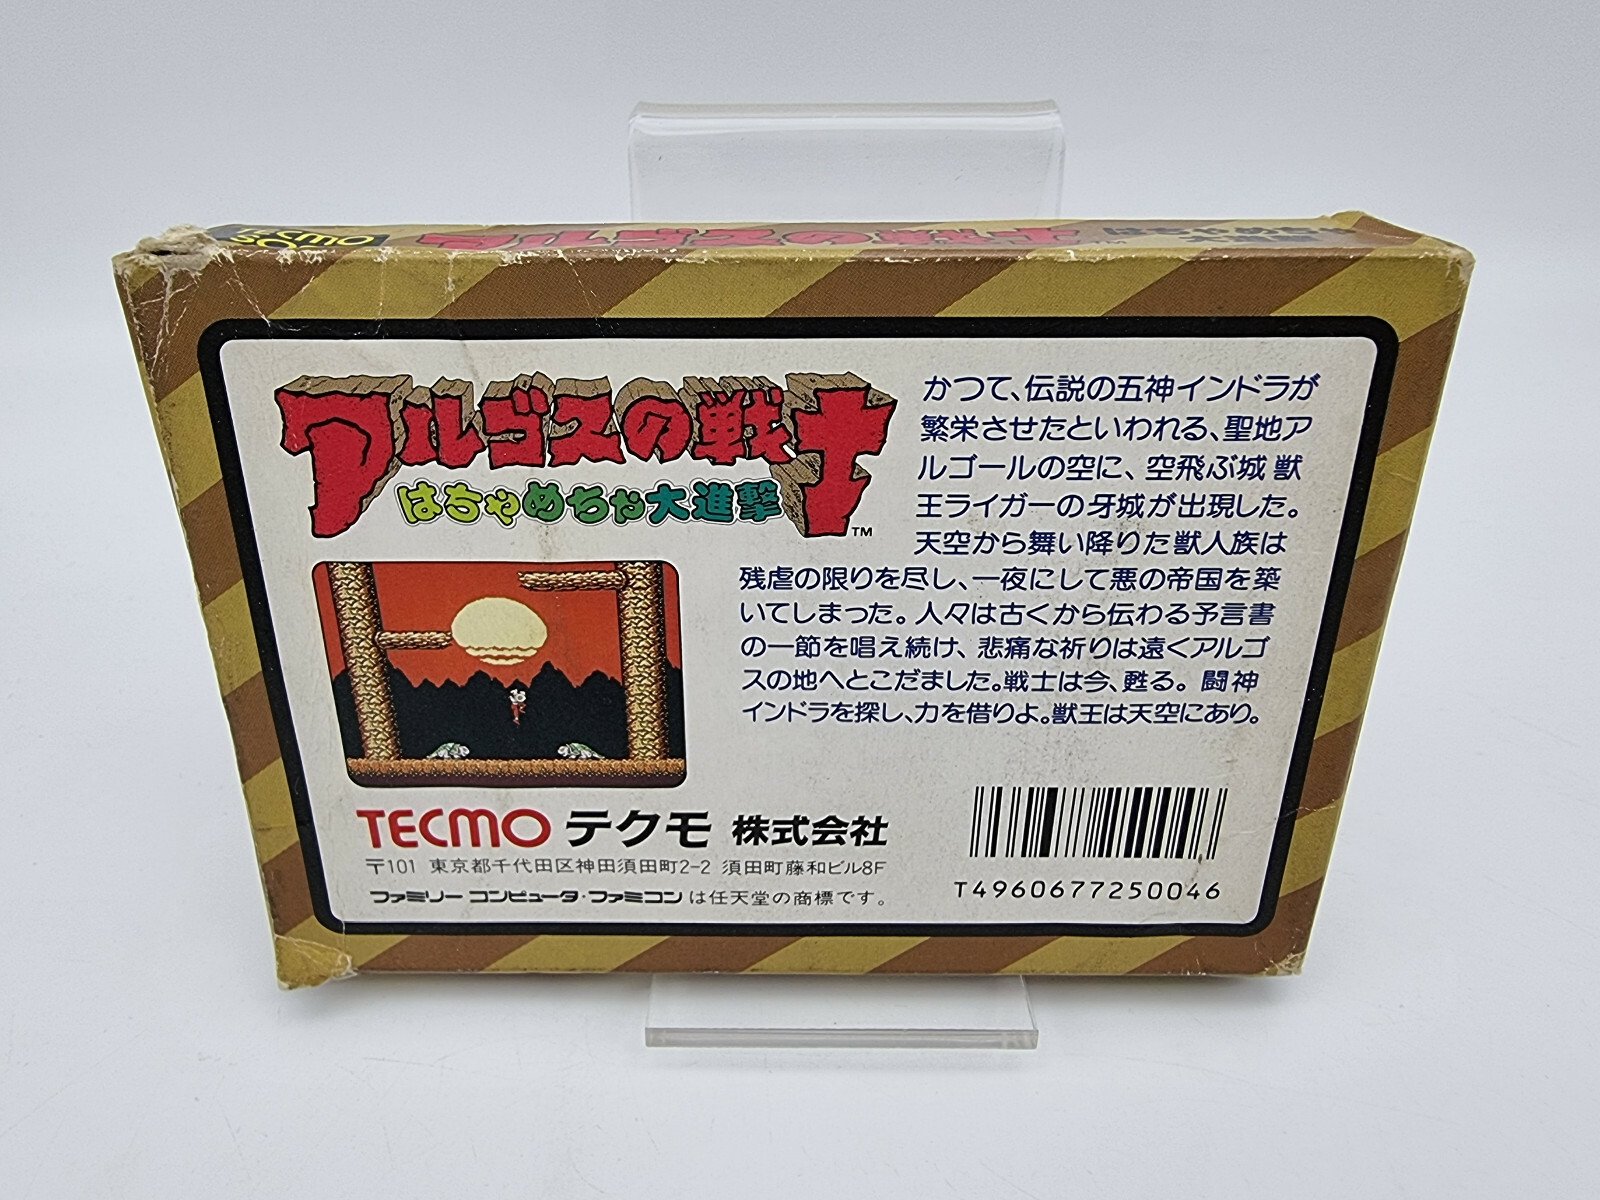 TECMO
アルゴスの戦士 はちゃめちゃ
アルゴスの戦士
はちゃめちゃ大進撃
TM
かつて、伝説の五神インドラが
繁栄させたといわれる、聖地ア
ルゴールの空に、空飛ぶ城 獣
王ライガーの牙城が出現した。
天空から舞い降りた獣人族は
残虐の限りを尽し、一夜にして悪の帝国を築
いてしまった。人々は古くから伝わる予言書
の一節を唱え続け、悲痛な祈りは遠くアルゴ
スの地へとこだました。戦士は今、甦る。闘神
インドラを探し、力を借りよ。獣王は天空にあり。
TECMO テクモ 株式会社
〒101 東京都千代田区神田須田町2-2 須田町藤和ビル8F
ファミリーコンピュータ・ファミコンは任天堂の商標です。
T4960677250046